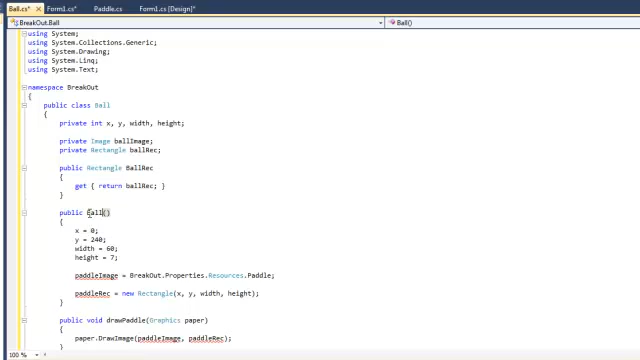 Ball.cs* Form1.cs* Paddle.cs Form1.cs [Design]*
BreakOut.Ball Ball()
using System;
using System.Collections.Generic;
using System.Drawing;
using System.Linq;
using System.Text;
namespace BreakOut
{
public class Ball
{
private int x, y, width, height;
private Image ballImage;
private Rectangle ballRec;
public Rectangle BallRec
{
get { return ballRec; }
}
public Ball()
{
x = 0;
y = 240;
width = 60;
height = 7;
paddleImage = BreakOut.Properties.Resources.Paddle;
paddleRec = new Rectangle(x, y, width, height);
}
public void drawPaddle(Graphics paper)
{
paper.DrawImage(paddleImage, paddleRec);
}
100 %